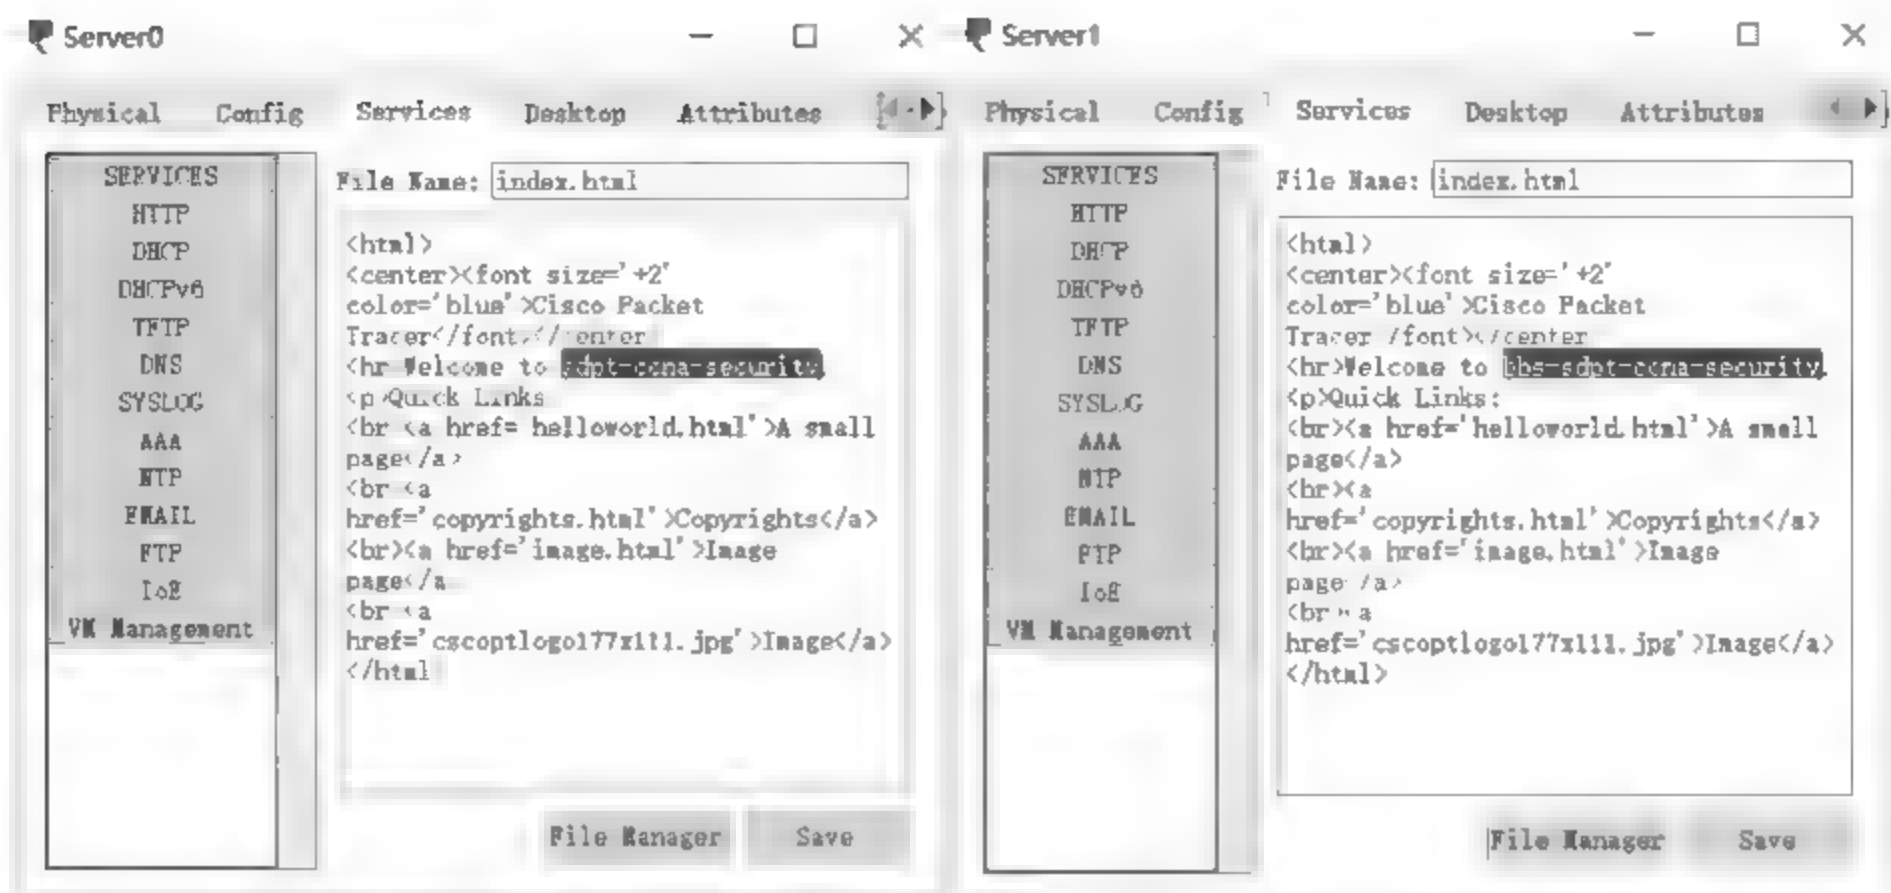 Server0
Physical Config Services Desktop Attributes
SERVICES
HTTP
DHCP
DHCPv6
TFTP
DNS
SYSLOG
AAA
NTP
EMAIL
FTP
IoE
VM Management
File Name: index.html
<html>
<center><font size='+2'
color='blue'>Cisco Packet
Tracer</font></center
<hr Welcome to sdpt-ccna-security.
<p>Quick Links
<br <a href= helloworld.html'>A small
page</a>
<br <a
href='copyrights.html'>Copyrights</a>
<br><a href='image.html'>Image
page</a
<br <a
href='cscoptlogo177x111.jpg'>Image</a>
</html
File Manager Save
Server1
Physical Config Services Desktop Attributes
SERVICES
HTTP
DHCP
DHCPv6
TFTP
DNS
SYSLOG
AAA
NTP
EMAIL
FTP
IoE
VM Management
File Name: index.html
<html>
<center><font size='+2'
color='blue'>Cisco Packet
Tracer /font></center
<hr>Welcome to bbs-sdpt-ccna-security.
<p>Quick Links:
<br><a href='helloworld.html'>A small
page</a>
<br><a
href='copyrights.html'>Copyrights</a>
<br><a href='image.html'>Image
page /a>
<br a
href='cscoptlogo177x111.jpg'>Image</a>
</html>
File Manager Save